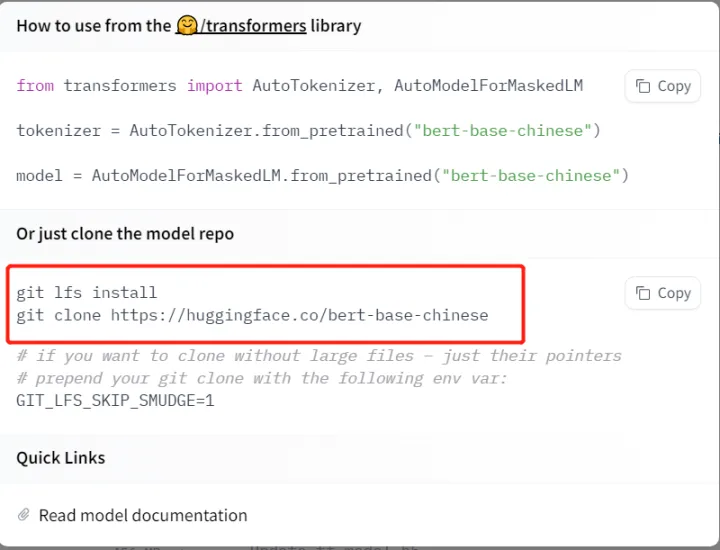 How to use from the 🤗/transformers library
from transformers import AutoTokenizer, AutoModelForMaskedLM
Copy
tokenizer = AutoTokenizer.from_pretrained("bert-base-chinese")
model = AutoModelForMaskedLM.from_pretrained("bert-base-chinese")
Or just clone the model repo
git lfs install
Copy
git clone https://huggingface.co/bert-base-chinese
# if you want to clone without large files – just their pointers
# prepend your git clone with the following env var:
GIT_LFS_SKIP_SMUDGE=1
Quick Links
Read model documentation